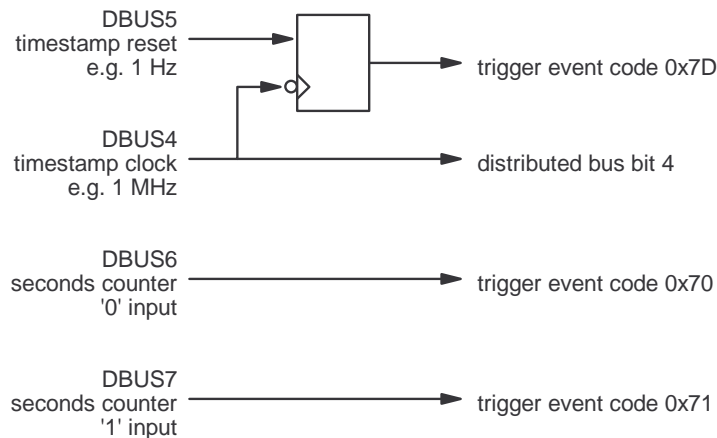 DBUS5
timestamp reset
e.g. 1 Hz
trigger event code 0x7D
DBUS4
timestamp clock
e.g. 1 MHz
distributed bus bit 4
DBUS6
seconds counter
'0' input
trigger event code 0x70
DBUS7
seconds counter
'1' input
trigger event code 0x71